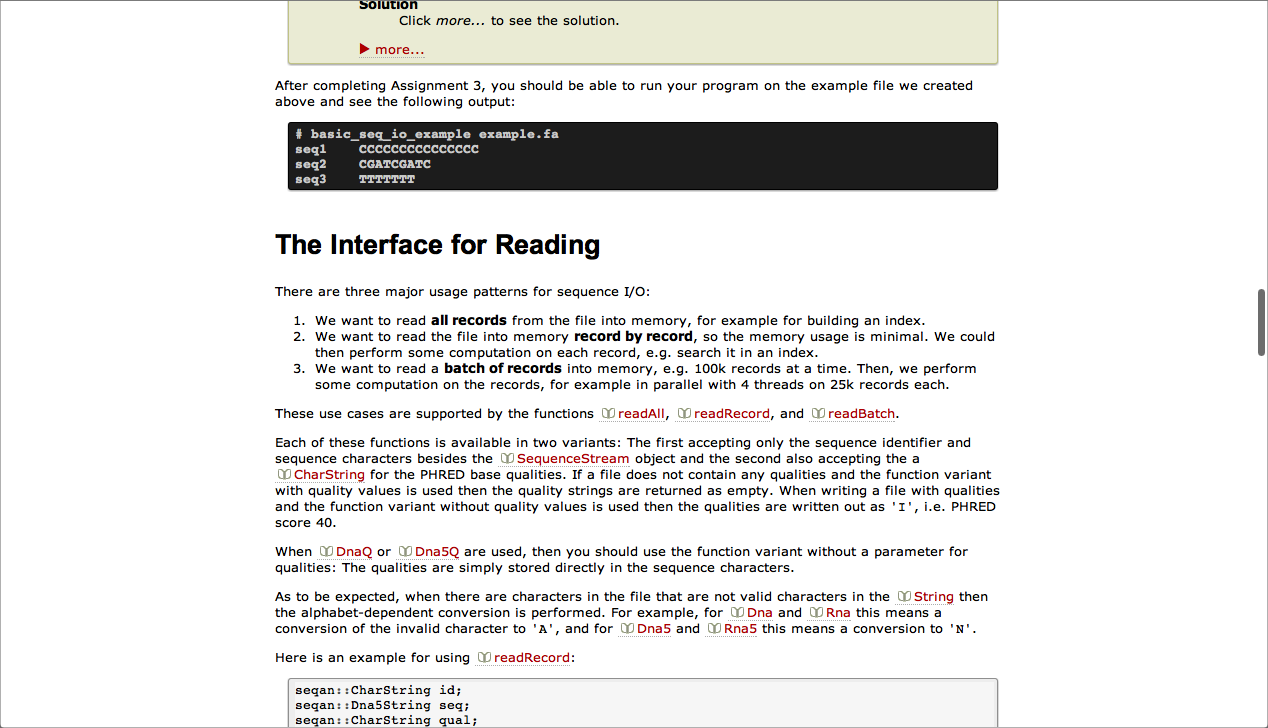 Solution
Click more... to see the solution.
more...
After completing Assignment 3, you should be able to run your program on the example file we created
above and see the following output:
# basic_seq_io_example example.fa
seq1    CCCCCCCCCCCCCCC
seq2    CGATCGATC
seq3    TTTTTTT
The Interface for Reading
There are three major usage patterns for sequence I/O:
1. We want to read all records from the file into memory, for example for building an index.
2. We want to read the file into memory record by record, so the memory usage is minimal. We could
then perform some computation on each record, e.g. search it in an index.
3. We want to read a batch of records into memory, e.g. 100k records at a time. Then, we perform
some computation on the records, for example in parallel with 4 threads on 25k records each.
These use cases are supported by the functions readAll, readRecord, and readBatch.
Each of these functions is available in two variants: The first accepting only the sequence identifier and
sequence characters besides the SequenceStream object and the second also accepting the a
CharString for the PHRED base qualities. If a file does not contain any qualities and the function variant
with quality values is used then the quality strings are returned as empty. When writing a file with qualities
and the function variant without quality values is used then the qualities are written out as 'I', i.e. PHRED
score 40.
When DnaQ or Dna5Q are used, then you should use the function variant without a parameter for
qualities: The qualities are simply stored directly in the sequence characters.
As to be expected, when there are characters in the file that are not valid characters in the String then
the alphabet-dependent conversion is performed. For example, for Dna and Rna this means a
conversion of the invalid character to 'A', and for Dna5 and Rna5 this means a conversion to 'N'.
Here is an example for using readRecord:
seqan::CharString id;
seqan::Dna5String seq;
seqan::CharString qual;